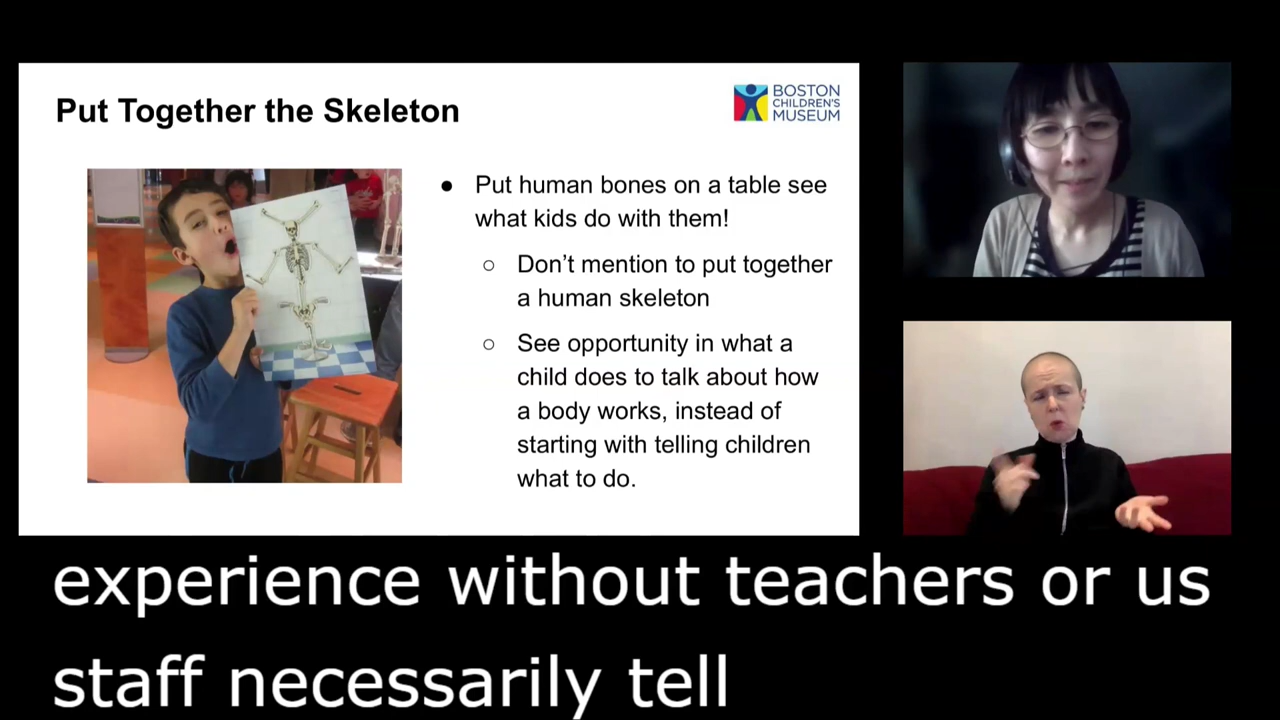 Put Together the Skeleton
BOSTON
CHILDREN'S
MUSEUM
● Put human bones on a table see
what kids do with them!
○ Don’t mention to put together
a human skeleton
○ See opportunity in what a
child does to talk about how
a body works, instead of
starting with telling children
what to do.
experience without teachers or us
staff necessarily tell